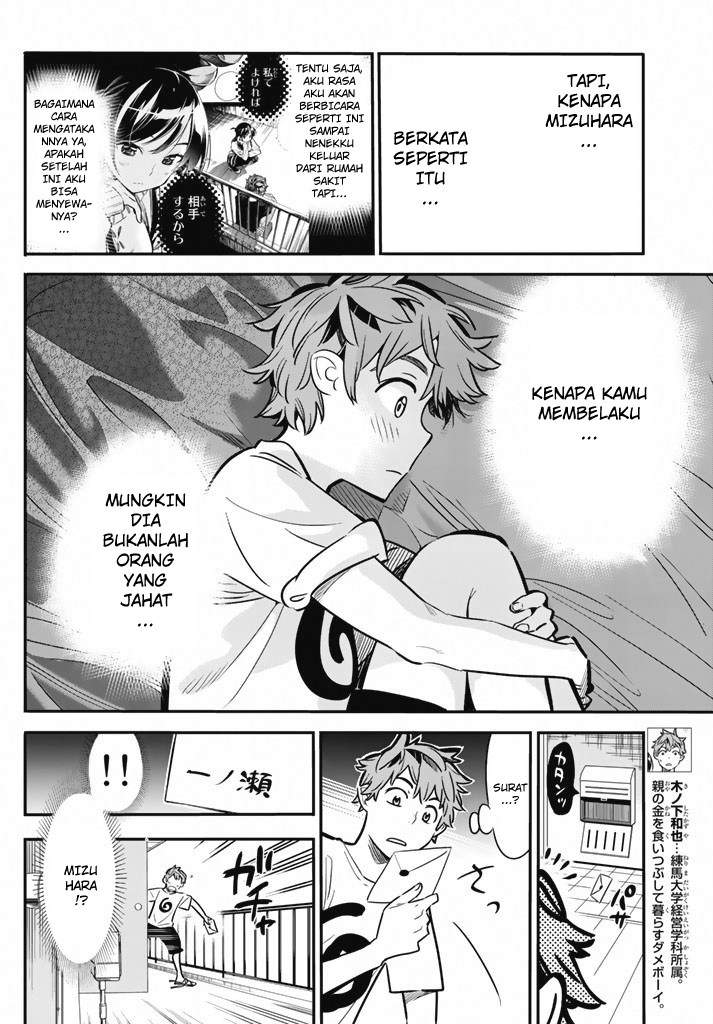 TAPI,
KENAPA
MIZUHARA
...
BERKATA
SEPERTI
ITU
...
TENTU SAJA,
AKU RASA
AKU AKAN
BERBICARA
SEPERTI INI
SAMPAI
NENEKKU
KELUAR
DARI RUMAH
SAKIT
TAPI...
私で
よければ
相手
するから
BAGAIMANA
CARA
MENGATAKA
NNYA YA,
APAKAH
SETELAH
INI AKU
BISA
MENYEWA-
NYA?
...
KENAPA KAMU
MEMBELAKU
...
MUNGKIN
DIA
BUKANLAH
ORANG
YANG
JAHAT
...
木ノ下和也…練馬大学経営学科所属。
親の金を食いつぶして暮らすダメボーイ。
カタンッ
SURAT
...?
一ノ瀬
!!
ガチャ
MIZU
HARA
!?